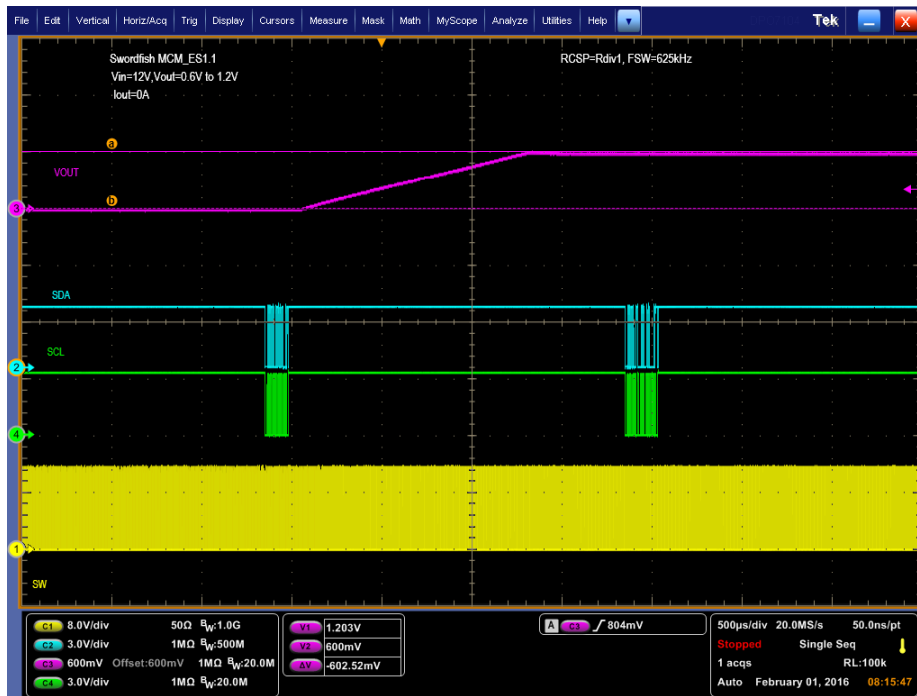 File Edit Vertical Horiz/Acq Trig Display Cursors Measure Mask Math MyScope Analyze Utilities Help Tek X
Swordfish MCM_ES1.1 RCSP=Rdiv1, FSW=625kHz
Vin=12V,Vout=0.6V to 1.2V
Iout=0A
a
VOUT
b
3
SDA
SCL
2
4
1
SW
C1 8.0V/div 50Ω BW:1.0G V1 1.203V A C3 804mV 500µs/div 20.0MS/s 50.0ns/pt
C2 3.0V/div 1MΩ BW:500M V2 600mV Stopped Single Seq
C3 600mV Offset:600mV 1MΩ BW:20.0M ΔV -602.52mV 1 acqs RL:100k
C4 3.0V/div 1MΩ BW:20.0M Auto February 01, 2016 08:15:47